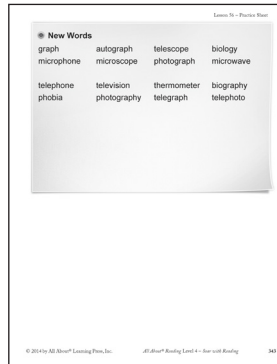 Lesson 56 – Practice Sheet
New Words
graph autograph telescope biology
microphone microscope photograph microwave
telephone television thermometer biography
phobia photography telegraph telephoto
© 2014 by All About® Learning Press, Inc. All About® Reading Level 4 – Soar with Reading 343